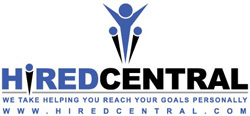 HiREDCENTRAL
WE TAKE HELPING YOU REACH YOUR GOALS PERSONALLY
WWW.HIREDCENTRAL.COM